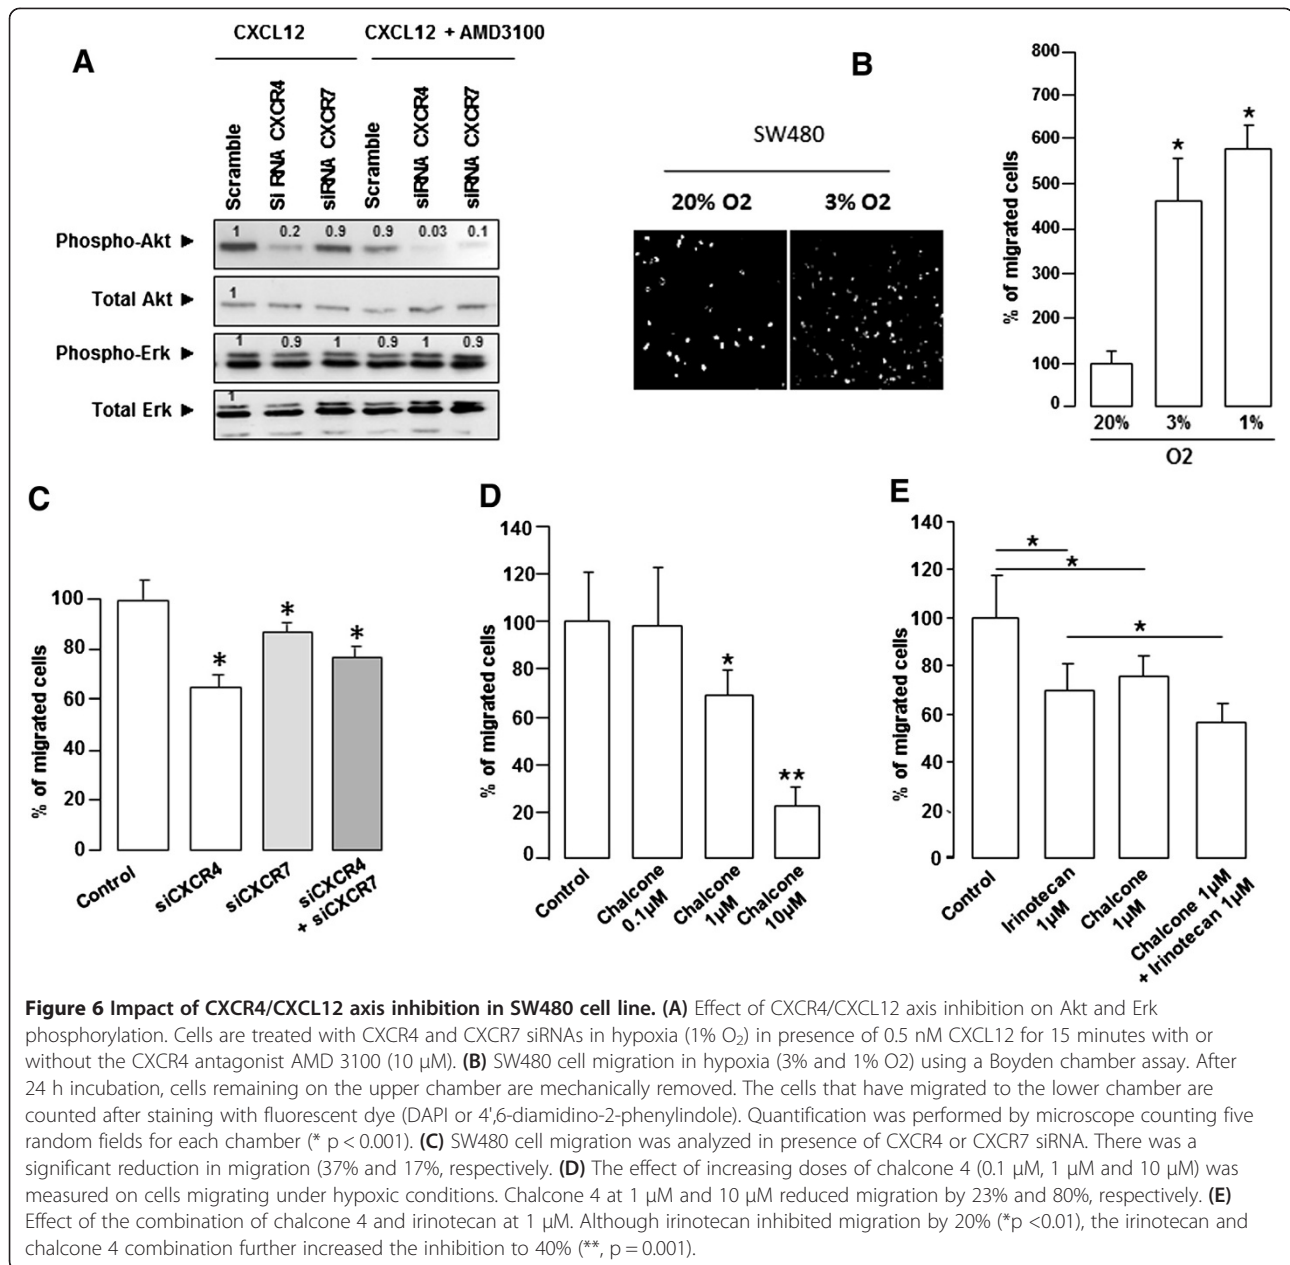 A
CXCL12
CXCL12 + AMD3100
Scramble
Si RNA CXCR4
siRNA CXCR7
Scramble
siRNA CXCR4
siRNA CXCR7
Phospho-Akt
1 0.2 0.9 0.9 0.03 0.1
Total Akt
1
Phospho-Erk
1 0.9 1 0.9 1 0.9
Total Erk
1
B
SW480
20% O2
3% O2
% of migrated cells
800
700
600
500
400
300
200
100
0
*
*
20% 3% 1%
O2
C
% of migrated cells
100
80
60
40
20
0
*
*
*
Control
siCXCR4
siCXCR7
siCXCR4
+ siCXCR7
D
% of migrated cells
140
120
100
80
60
40
20
0
*
**
Control
Chalcone
0.1µM
Chalcone
1µM
Chalcone
10µM
E
% of migrated cells
140
120
100
80
60
40
20
0
*
*
*
Control
Irinotecan
1µM
Chalcone
1µM
Chalcone 1µM
+ Irinotecan 1µM
Figure 6 Impact of CXCR4/CXCL12 axis inhibition in SW480 cell line. (A) Effect of CXCR4/CXCL12 axis inhibition on Akt and Erk
phosphorylation. Cells are treated with CXCR4 and CXCR7 siRNAs in hypoxia (1% O₂) in presence of 0.5 nM CXCL12 for 15 minutes with or
without the CXCR4 antagonist AMD 3100 (10 µM). (B) SW480 cell migration in hypoxia (3% and 1% O2) using a Boyden chamber assay. After
24 h incubation, cells remaining on the upper chamber are mechanically removed. The cells that have migrated to the lower chamber are
counted after staining with fluorescent dye (DAPI or 4',6-diamidino-2-phenylindole). Quantification was performed by microscope counting five
random fields for each chamber (* p < 0.001). (C) SW480 cell migration was analyzed in presence of CXCR4 or CXCR7 siRNA. There was a
significant reduction in migration (37% and 17%, respectively. (D) The effect of increasing doses of chalcone 4 (0.1 µM, 1 µM and 10 µM) was
measured on cells migrating under hypoxic conditions. Chalcone 4 at 1 µM and 10 µM reduced migration by 23% and 80%, respectively. (E)
Effect of the combination of chalcone 4 and irinotecan at 1 µM. Although irinotecan inhibited migration by 20% (*p <0.01), the irinotecan and
chalcone 4 combination further increased the inhibition to 40% (**, p = 0.001).